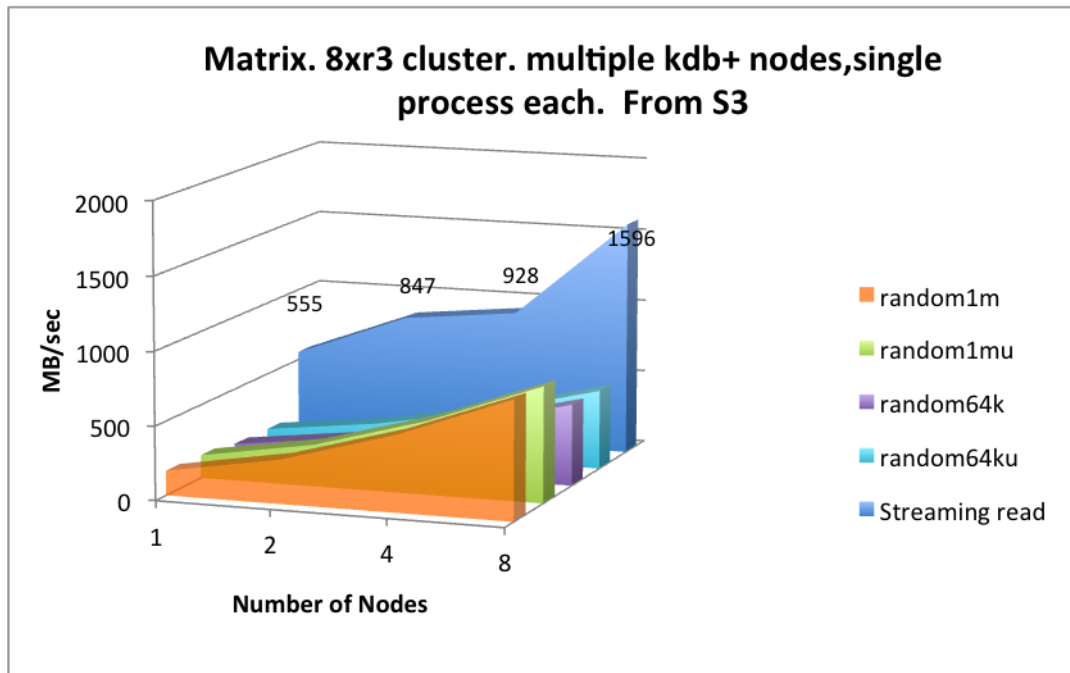 Matrix. 8xr3 cluster. multiple kdb+ nodes,single
process each.  From S3
2000
1500
1000
500
0
MB/sec
555
847
928
1596
1
2
4
8
Number of Nodes
random1m
random1mu
random64k
random64ku
Streaming read